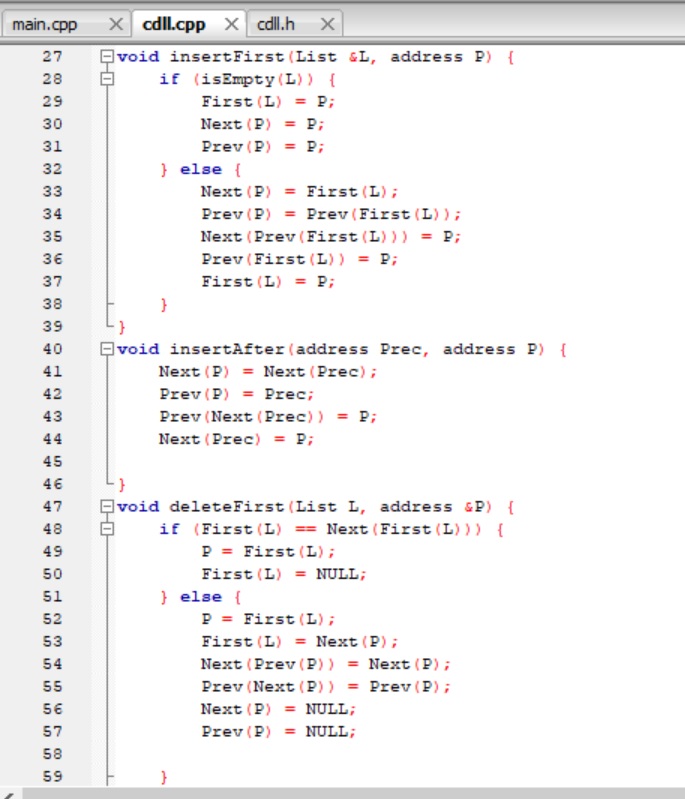 main.cpp cdll.cpp cdll.h
27 void insertFirst(List &L, address P) {
28 if (isEmpty(L)) {
29 First(L) = P;
30 Next(P) = P;
31 Prev(P) = P;
32 } else {
33 Next(P) = First(L);
34 Prev(P) = Prev(First(L));
35 Next(Prev(First(L))) = P;
36 Prev(First(L)) = P;
37 First(L) = P;
38 }
39 }
40 void insertAfter(address Prec, address P) {
41 Next(P) = Next(Prec);
42 Prev(P) = Prec;
43 Prev(Next(Prec)) = P;
44 Next(Prec) = P;
45
46 }
47 void deleteFirst(List L, address &P) {
48 if (First(L) == Next(First(L))) {
49 P = First(L);
50 First(L) = NULL;
51 } else {
52 P = First(L);
53 First(L) = Next(P);
54 Next(Prev(P)) = Next(P);
55 Prev(Next(P)) = Prev(P);
56 Next(P) = NULL;
57 Prev(P) = NULL;
58
59 }